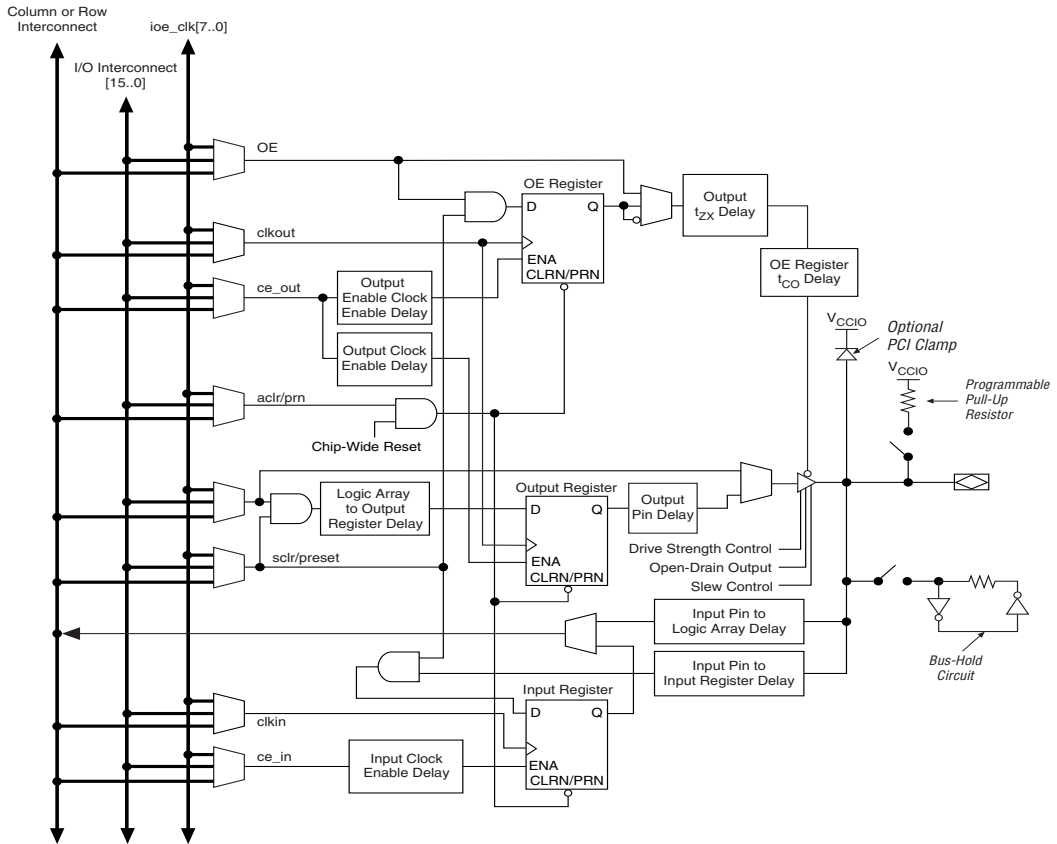 Column or Row
Interconnect
ioe_clk[7..0]
I/O Interconnect
[15..0]
OE
OE Register
D
Q
ENA
CLRN/PRN
Output
tZX Delay
clkout
OE Register
tCO Delay
ce_out
Output
Enable Clock
Enable Delay
Output Clock
Enable Delay
VCCIO
Optional
PCI Clamp
VCCIO
Programmable
Pull-Up
Resistor
aclr/prn
Chip-Wide Reset
Logic Array
to Output
Register Delay
Output Register
D
Q
ENA
CLRN/PRN
Output
Pin Delay
sclr/preset
Drive Strength Control
Open-Drain Output
Slew Control
Input Pin to
Logic Array Delay
Input Pin to
Input Register Delay
Bus-Hold
Circuit
Input Register
D
Q
ENA
CLRN/PRN
clkin
ce_in
Input Clock
Enable Delay